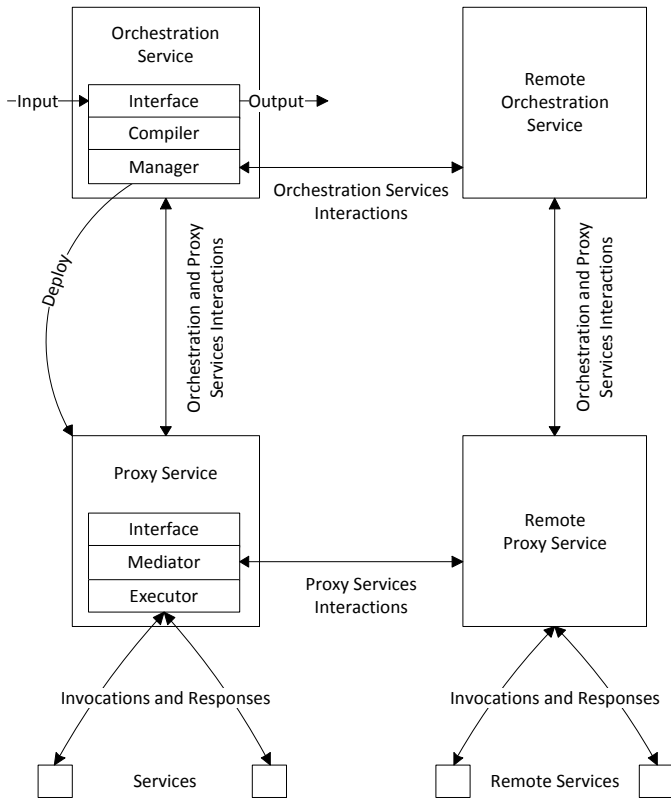 Orchestration
Service
Input
Interface
Output
Compiler
Manager
Remote
Orchestration
Service
Orchestration Services
Interactions
Deploy
Orchestration and Proxy
Services Interactions
Orchestration and Proxy
Services Interactions
Proxy Service
Interface
Mediator
Executor
Remote
Proxy Service
Proxy Services
Interactions
Invocations and Responses
Invocations and Responses
Services
Remote Services